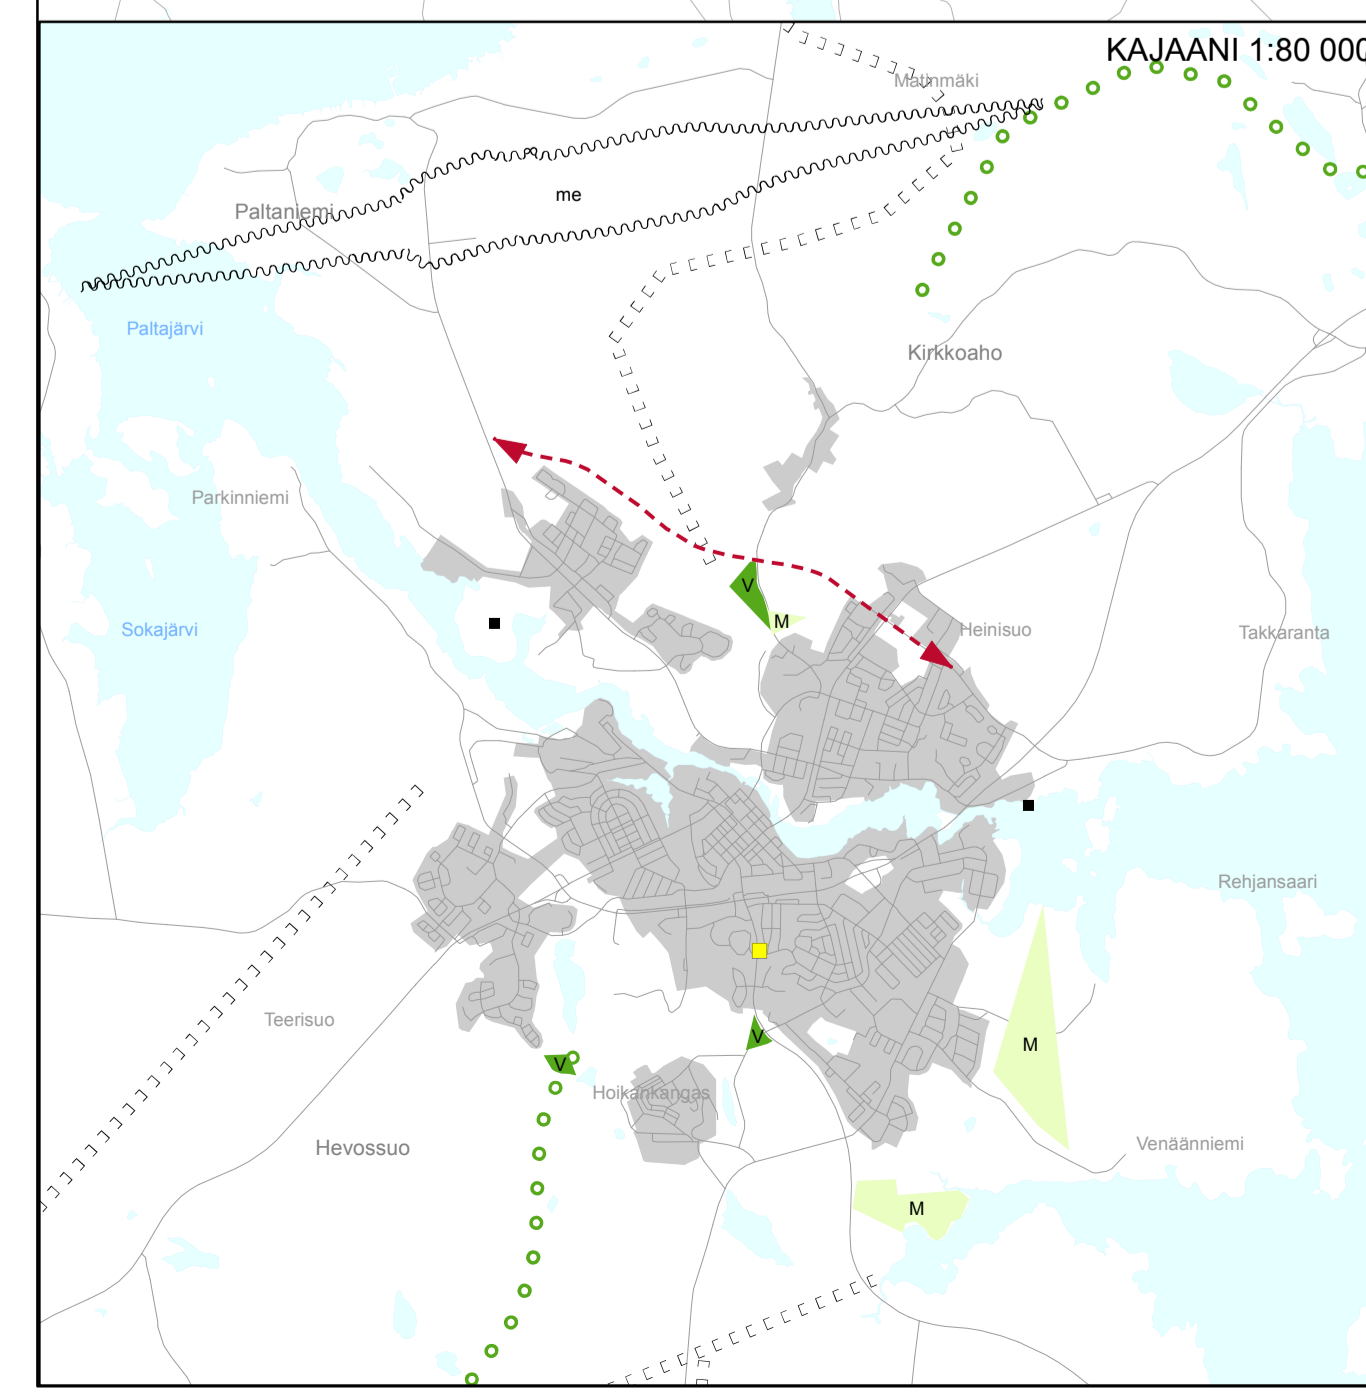 KAJAANI 1:80 000
Matinmäki
me
Paltaniemi
Paltajärvi
Kirkkoaho
Parkinniemi
V
M
Sokajärvi
Heinisuo
Takkaranta
Rehjansaari
Teerisuo
V
M
V
Hoikankangas
Hevossuo
Venäänniemi
M